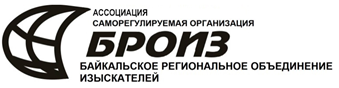 АССОЦИАЦИЯ
САМОРЕГУЛИРУЕМАЯ ОРГАНИЗАЦИЯ
БРОИЗ
БАЙКАЛЬСКОЕ РЕГИОНАЛЬНОЕ ОБЪЕДИНЕНИЕ
ИЗЫСКАТЕЛЕЙ